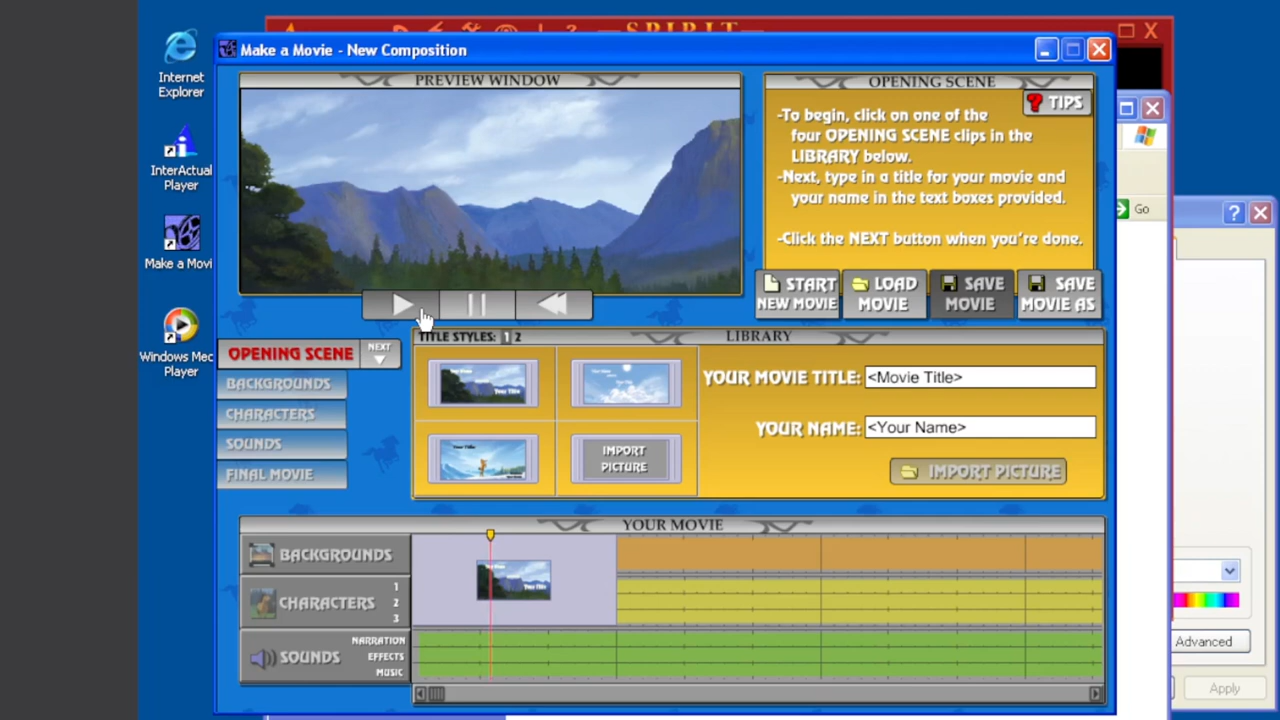 SPIRIT
Internet
Explorer
InterActual
Player
Make a Movi
Windows Mec
Player
Make a Movie - New Composition
PREVIEW WINDOW
OPENING SCENE
TIPS
-To begin, click on one of the
four OPENING SCENE clips in the
LIBRARY below.
-Next, type in a title for your movie and
your name in the text boxes provided.
-Click the NEXT button when you're done.
START
NEW MOVIE
LOAD
MOVIE
SAVE
MOVIE
SAVE
MOVIE AS
Go
OPENING SCENE
NEXT
BACKGROUNDS
CHARACTERS
SOUNDS
FINAL MOVIE
TITLE STYLES: 1 2
LIBRARY
Your Title
IMPORT
PICTURE
YOUR MOVIE TITLE: <Movie Title>
YOUR NAME: <Your Name>
IMPORT PICTURE
YOUR MOVIE
BACKGROUNDS
CHARACTERS
1
2
3
SOUNDS
NARRATION
EFFECTS
MUSIC
Advanced
Apply